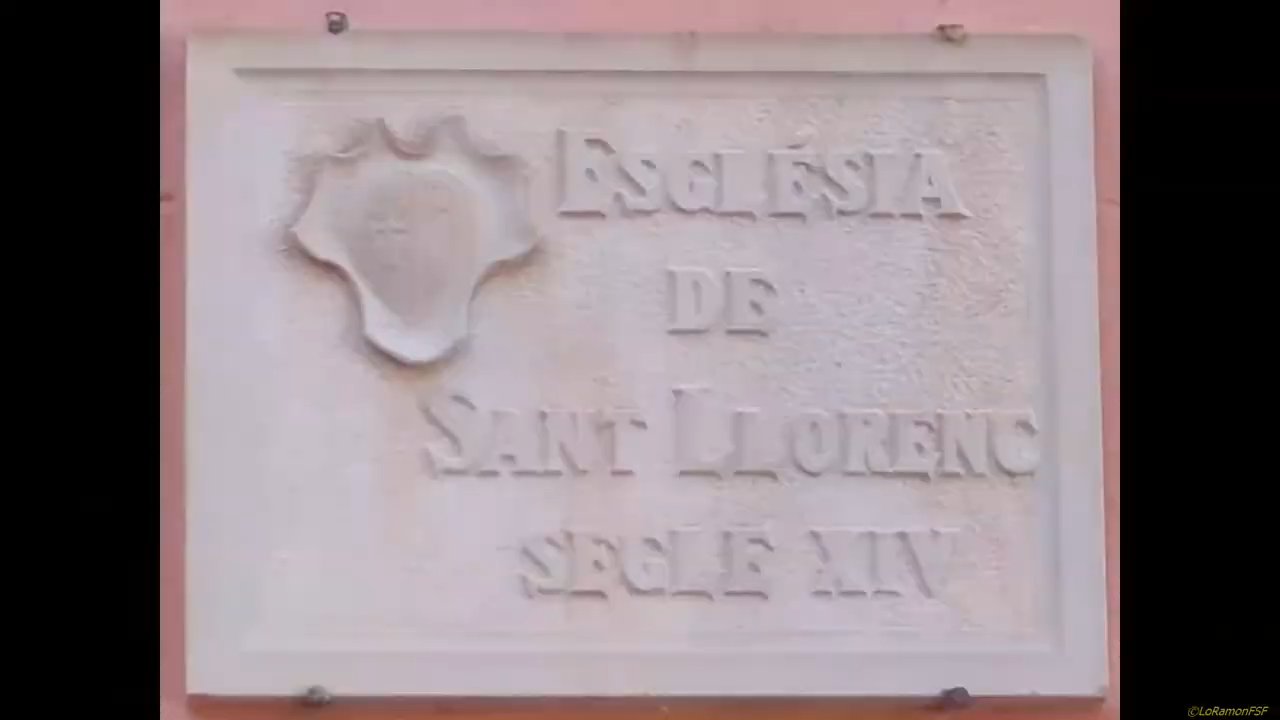 ESGLÉSIA
DE
SANT LLORENÇ
SEGLE XIV
©LoRamonFSF